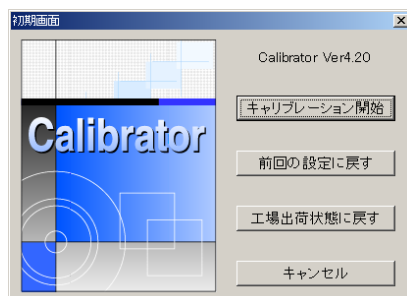 初期画面
Calibrator Ver4.20
Calibrator
キャリブレーション開始
前回の設定に戻す
工場出荷状態に戻す
キャンセル